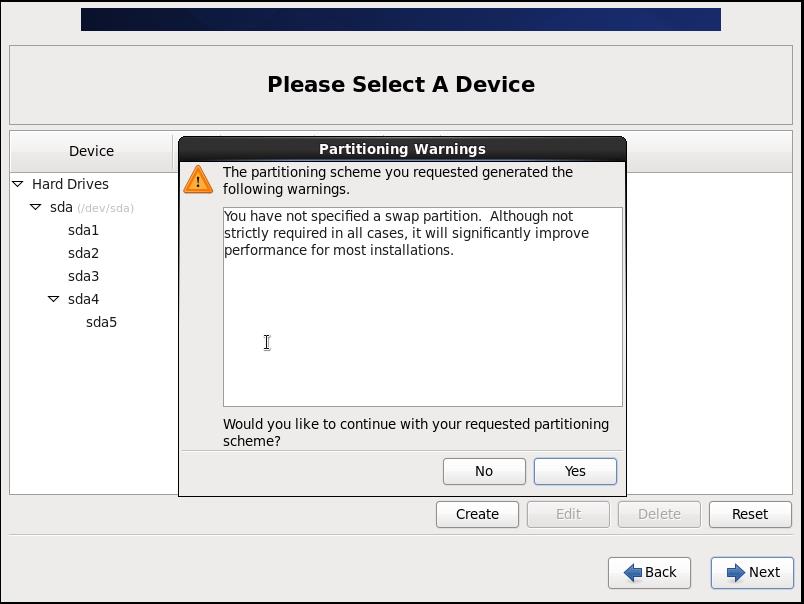 Please Select A Device
Device
Hard Drives
sda (/dev/sda)
sda1
sda2
sda3
sda4
sda5
Partitioning Warnings
The partitioning scheme you requested generated the
following warnings.
You have not specified a swap partition.  Although not
strictly required in all cases, it will significantly improve
performance for most installations.
Would you like to continue with your requested partitioning
scheme?
No
Yes
Create
Edit
Delete
Reset
Back
Next